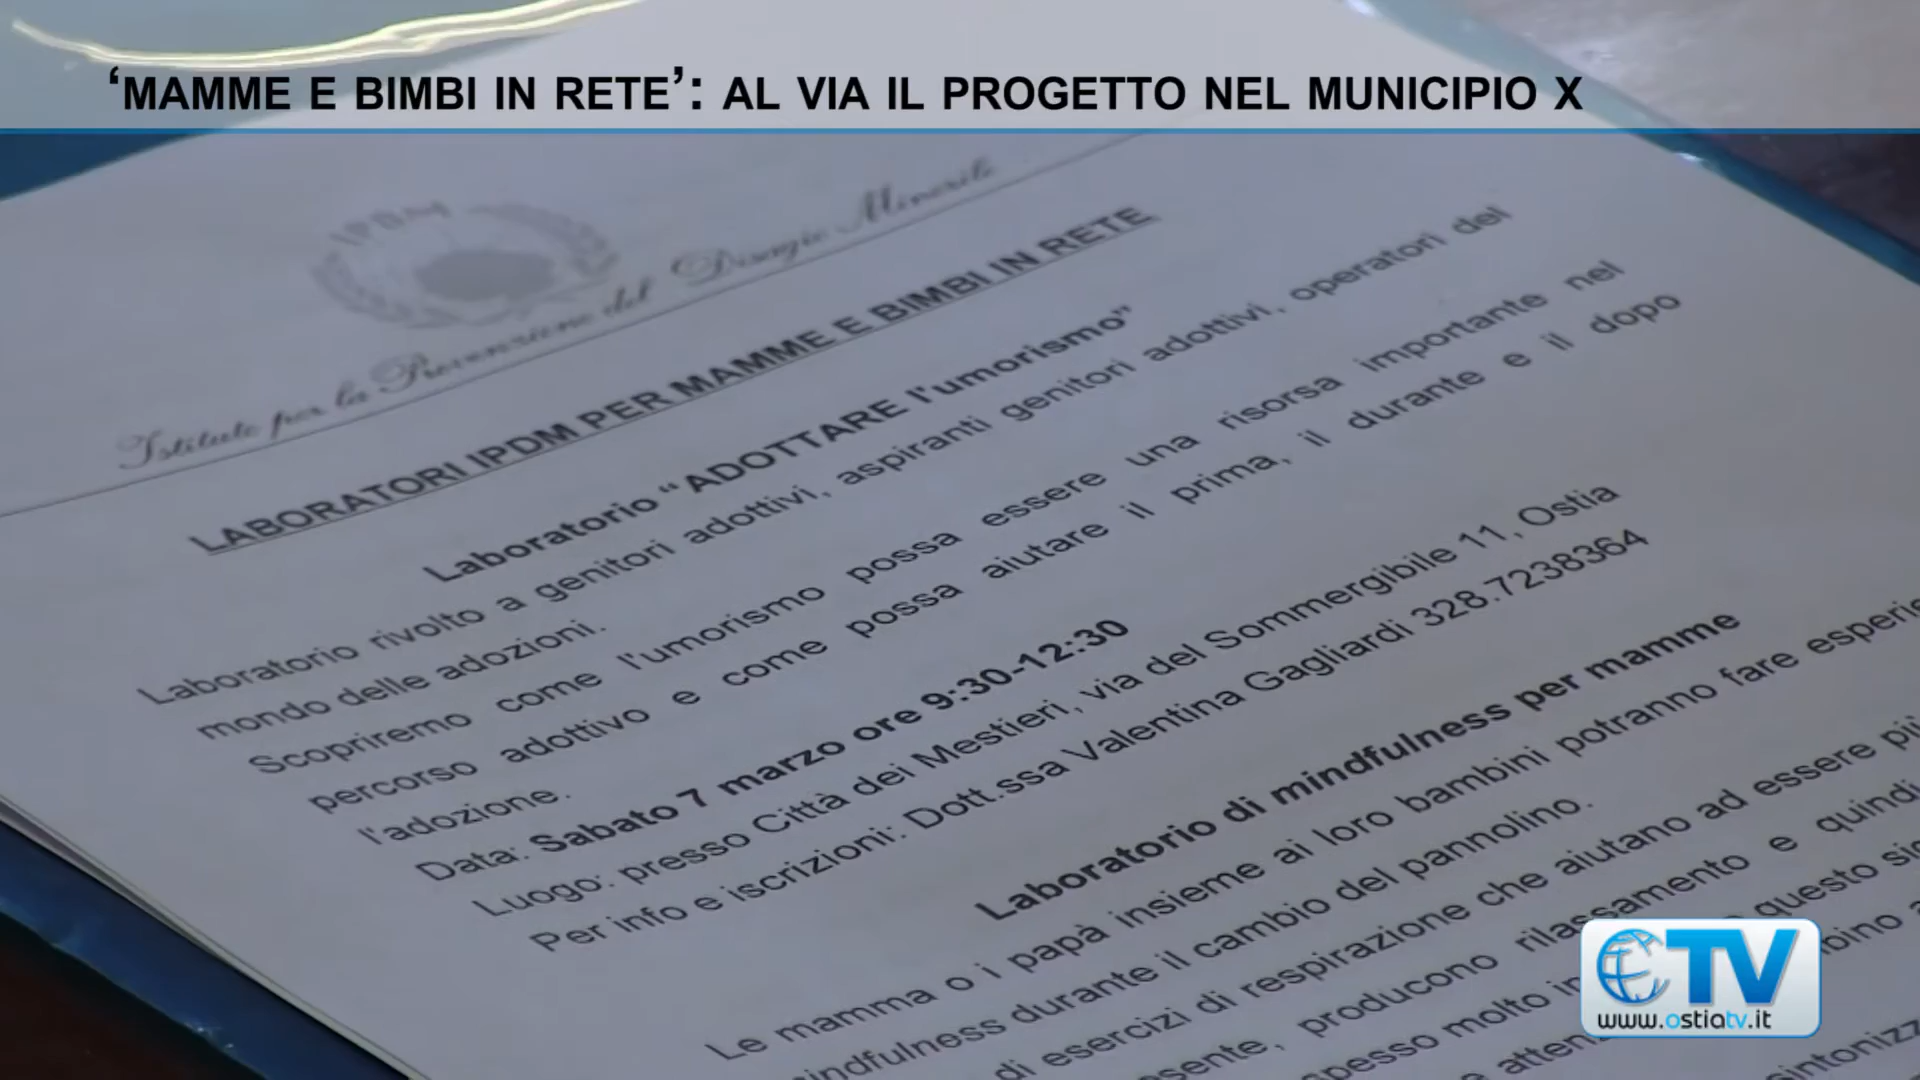 ‘MAMME E BIMBI IN RETE’: AL VIA IL PROGETTO NEL MUNICIPIO X
IPDM
Istituto per la Prevenzione del Disagio Minorile
LABORATORI IPDM PER MAMME E BIMBI IN RETE
Laboratorio “ADOTTARE l'umorismo”
Laboratorio rivolto a genitori adottivi, aspiranti genitori adottivi, operatori del
mondo delle adozioni.
Scopriremo come l'umorismo possa essere una risorsa importante nel
percorso adottivo e come possa aiutare il prima, il durante e il dopo
l'adozione.
Data: Sabato 7 marzo ore 9:30-12:30
Luogo: presso Città dei Mestieri, via del Sommergibile 11, Ostia
Per info e iscrizioni: Dott.ssa Valentina Gagliardi 328.7238364
Laboratorio di mindfulness per mamme
Le mamma o i papà insieme ai loro bambini potranno fare
mindfulness durante il cambio del pannolino.
di esercizi di respirazione che aiutano ad essere più
producono rilassamento e quindi
spesso molto questo
TV
www.ostiatv.it